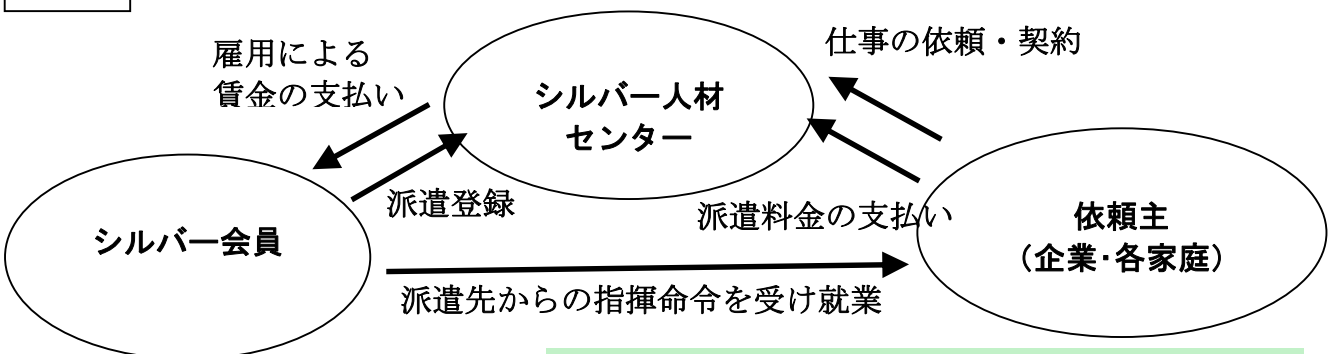 雇用による
賃金の支払い
シルバー人材
センター
仕事の依頼・契約
派遣登録
派遣料金の支払い
シルバー会員
依頼主
（企業・各家庭）
派遣先からの指揮命令を受け就業